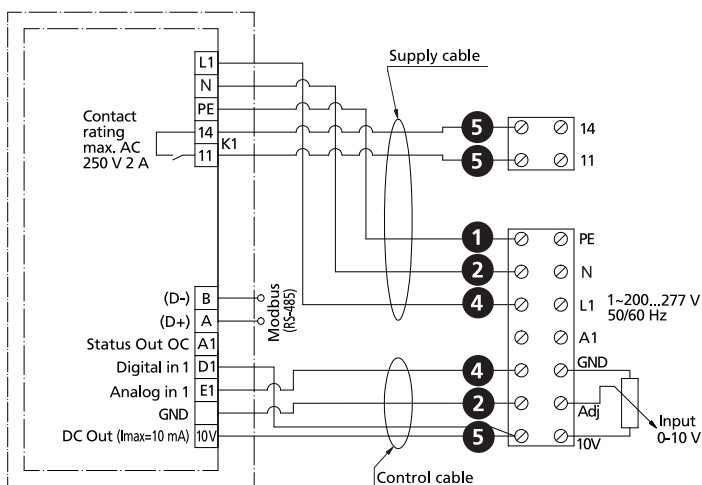 Supply cable
L1
N
PE
14
11
K1
Contact
rating
max. AC
250 V 2 A
5
14
5
11
1
PE
2
N
4
L1
1~200...277 V
50/60 Hz
A1
(D-)
B
(D+)
A
Modbus
(RS-485)
Status Out OC
A1
Digital in 1
D1
Analog in 1
E1
GND
DC Out (Imax=10 mA)
10V
4
GND
2
Adj
5
10V
Input
0-10 V
Control cable